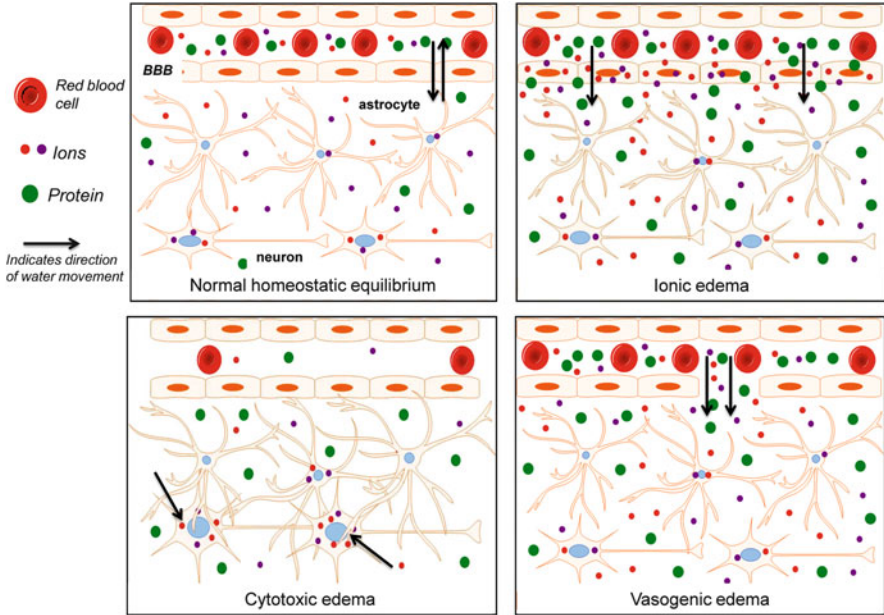 Red blood
cell
Ions
Protein
Indicates direction
of water movement
BBB
astrocyte
neuron
Normal homeostatic equilibrium
Ionic edema
Cytotoxic edema
Vasogenic edema